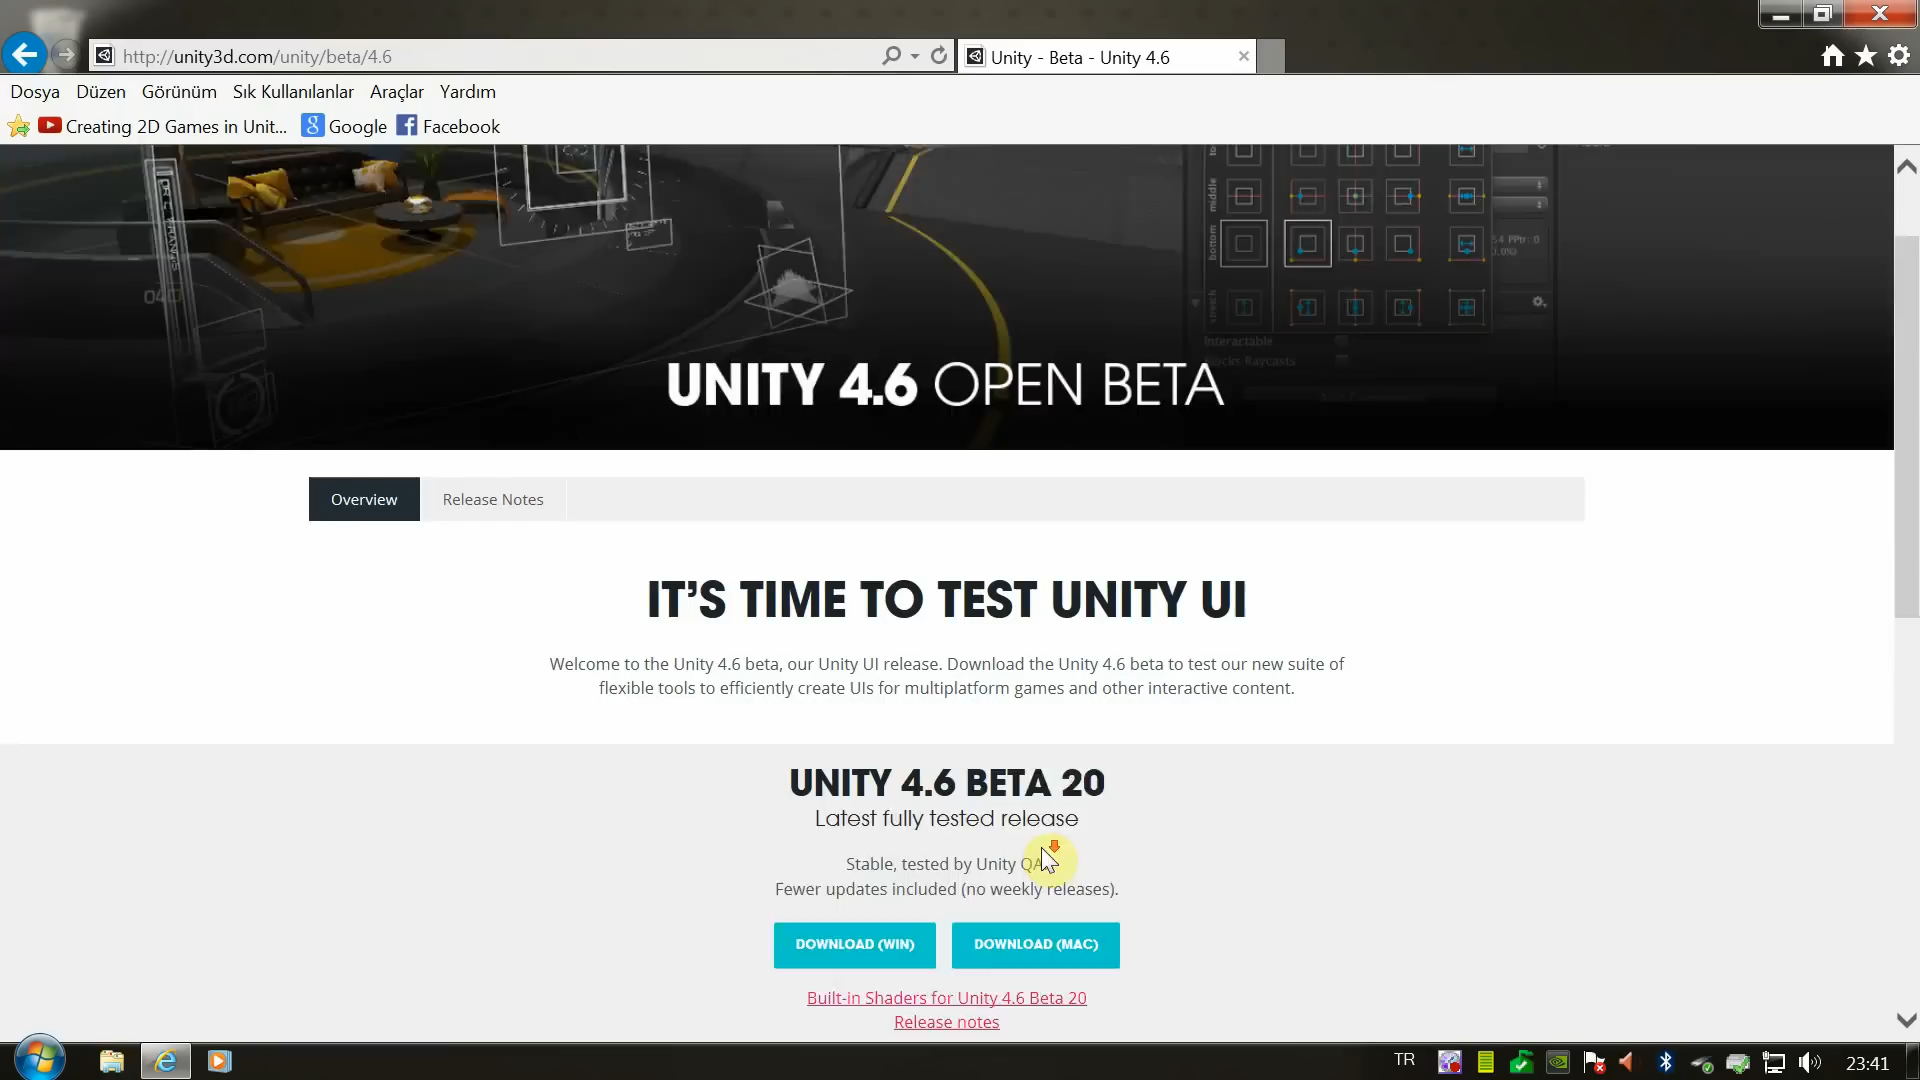 http://unity3d.com/unity/beta/4.6
Unity - Beta - Unity 4.6
Dosya Düzen Görünüm Sık Kullanılanlar Araçlar Yardım
Creating 2D Games in Unit... Google Facebook
middle
bottom
stretch
Interactable
Blocks Raycasts
UNITY 4.6 OPEN BETA
Overview Release Notes
IT'S TIME TO TEST UNITY UI
Welcome to the Unity 4.6 beta, our Unity UI release. Download the Unity 4.6 beta to test our new suite of
flexible tools to efficiently create UIs for multiplatform games and other interactive content.
UNITY 4.6 BETA 20
Latest fully tested release
Stable, tested by Unity QA
Fewer updates included (no weekly releases).
DOWNLOAD (WIN) DOWNLOAD (MAC)
Built-in Shaders for Unity 4.6 Beta 20
Release notes
TR 23:41